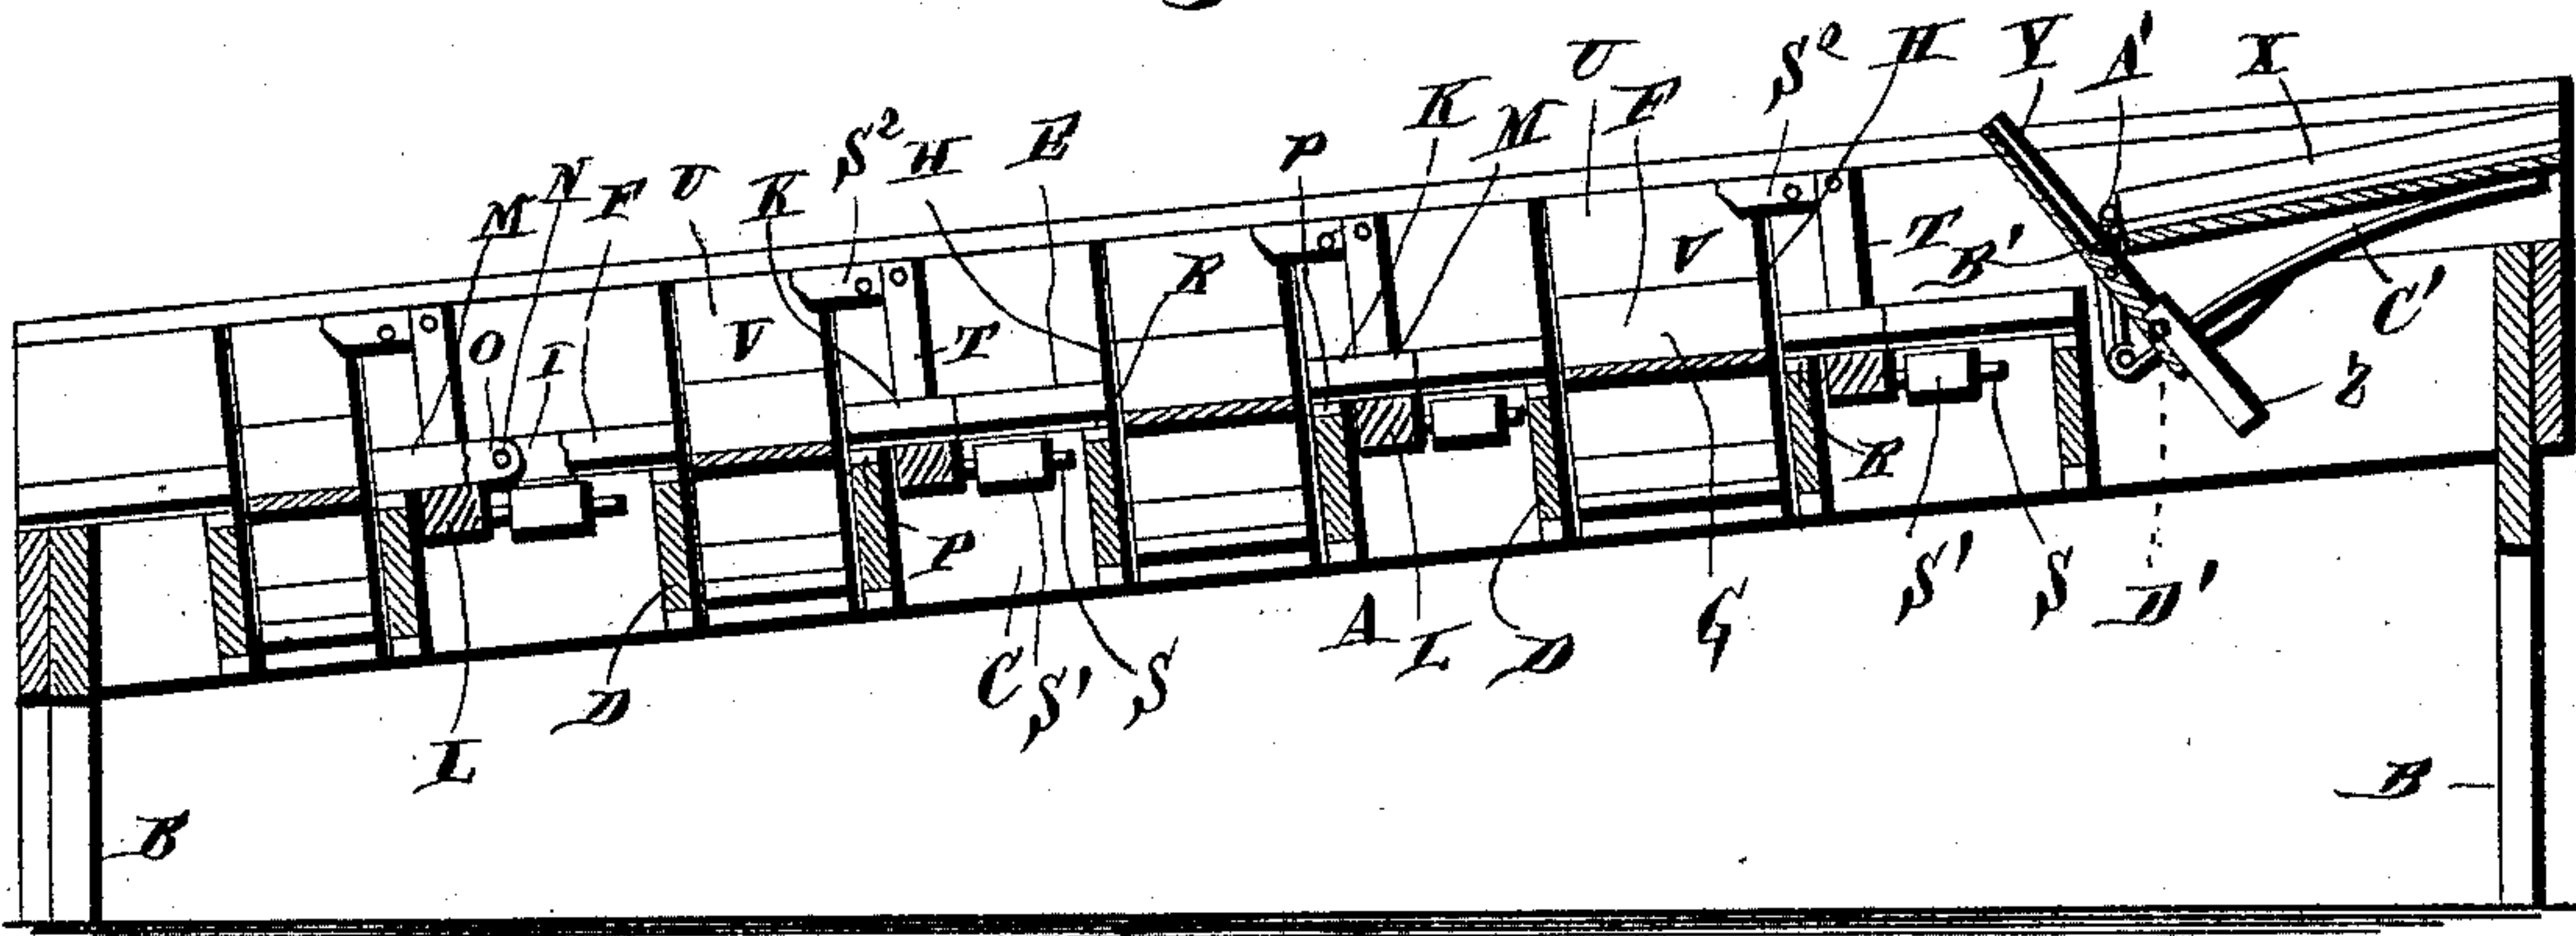 M N F U K S² H E P K M U F S² H Y A' X
O I V T R V T B' C'
P R Z
L D C S' S A L D G S' S D'
B B